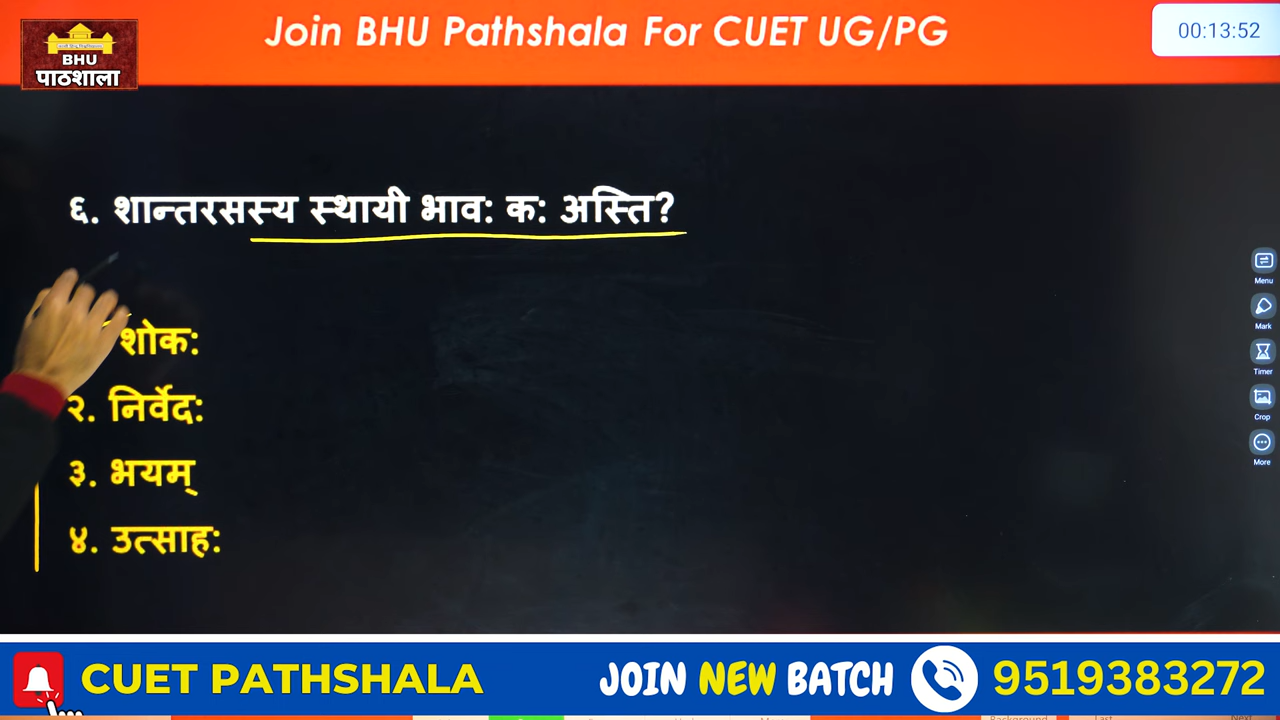 Join BHU Pathshala For CUET UG/PG
00:13:52
BHU
पाठशाला
६. शान्तरसस्य स्थायी भाव: क: अस्ति?
शोक:
२. निर्वेद:
३. भयम्
४. उत्साह:
Menu
Mark
Timer
Crop
More
CUET PATHSHALA
JOIN NEW BATCH
9519383272